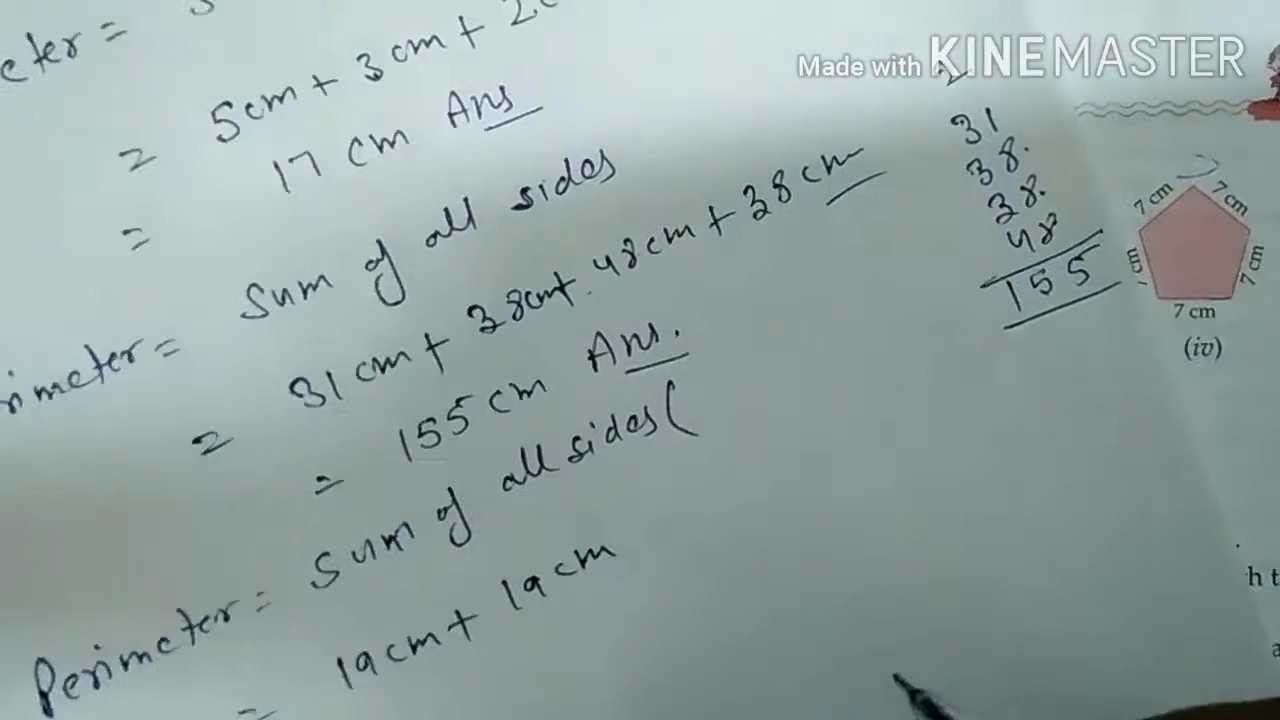 eter =
= 5cm + 3cm + 2
= 17 cm Ans
rimeter = Sum of all sides
= 31cm + 38cm + 48cm + 38cm
= 155 cm Ans.
Perimeter = Sum of all sides (
= 19cm + 19cm
Made with KINEMASTER
2
31
38.
38.
48
155
7 cm 7 cm
cm 7 cm
7 cm
(iv)
h t
a